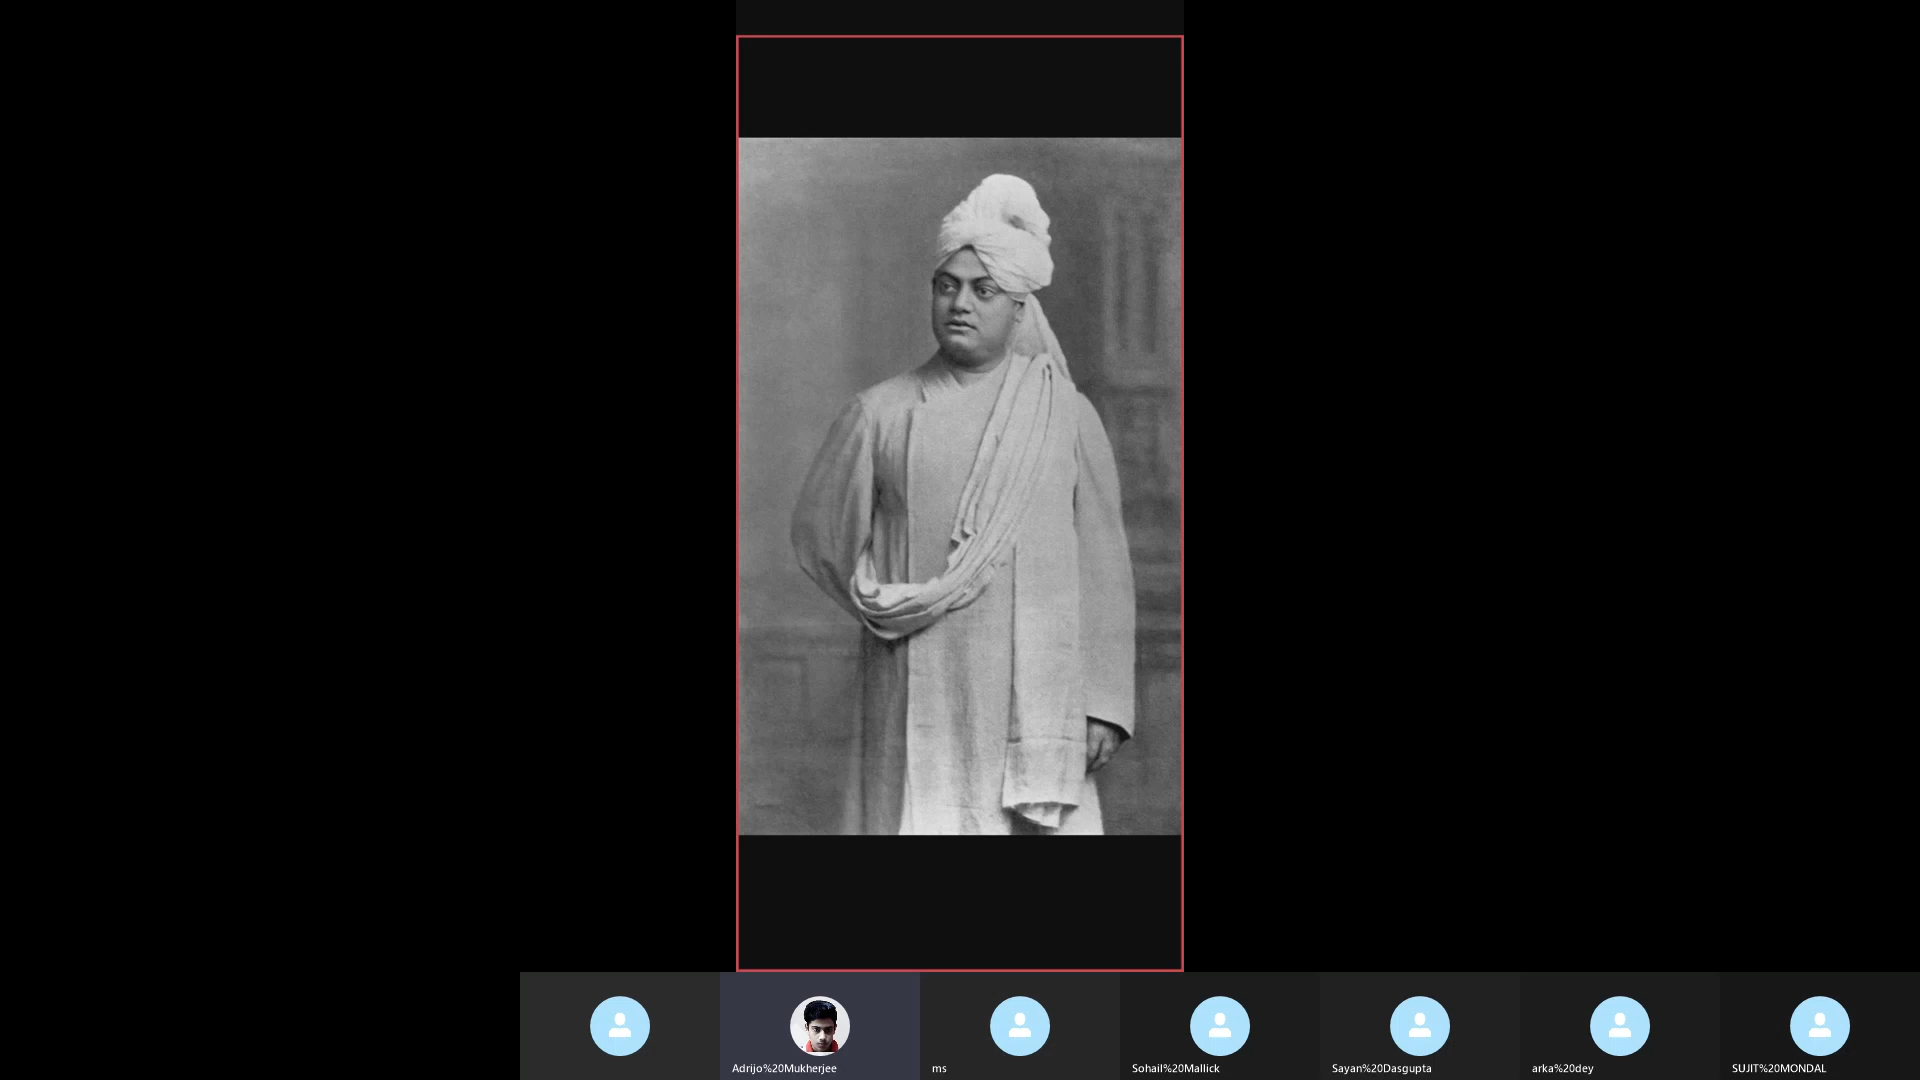 Adrijo%20Mukherjee
ms
Sohail%20Mallick
Sayan%20Dasgupta
arka%20dey
SUJIT%20MONDAL